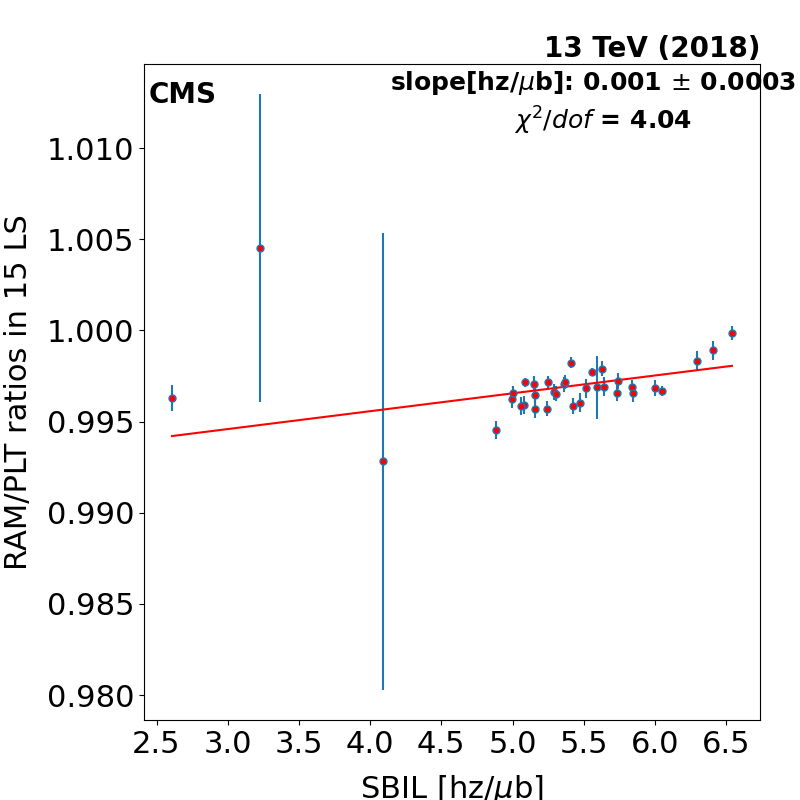 13 TeV (2018)
CMS
slope[hz/μb]: 0.001 ± 0.0003
χ²/dof = 4.04
RAM/PLT ratios in 15 LS
1.010
1.005
1.000
0.995
0.990
0.985
0.980
2.5 3.0 3.5 4.0 4.5 5.0 5.5 6.0 6.5
SBIL [hz/μb]